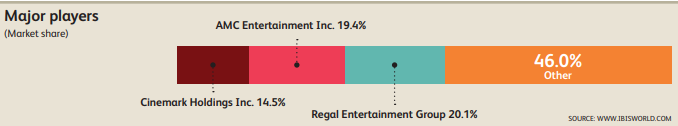 Major players
(Market share)
AMC Entertainment Inc. 19.4%
46.0%
Other
Cinemark Holdings Inc. 14.5%
Regal Entertainment Group 20.1%
SOURCE: WWW.IBISWORLD.COM